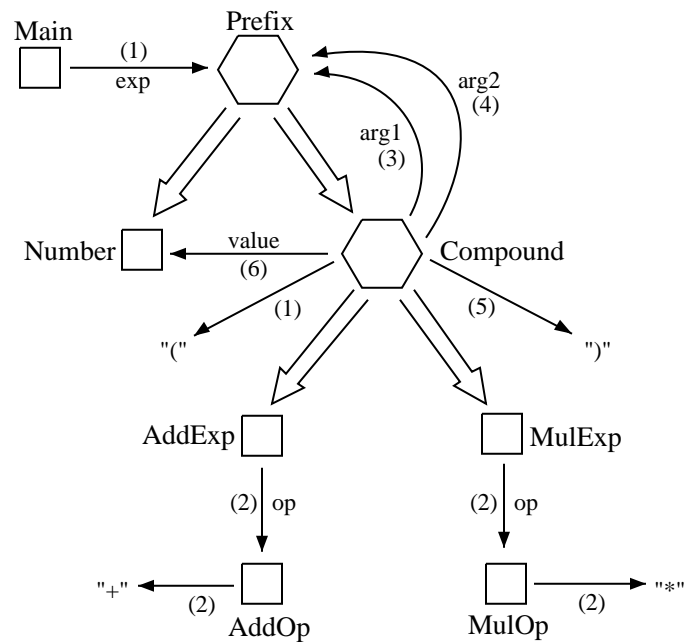 Prefix
Main
(1)
exp
arg2
(4)
arg1
(3)
Number
value
(6)
Compound
(1)
(5)
"("
")"
AddExp
MulExp
(2) op
(2) op
"+"
(2)
AddOp
MulOp
(2)
"*"